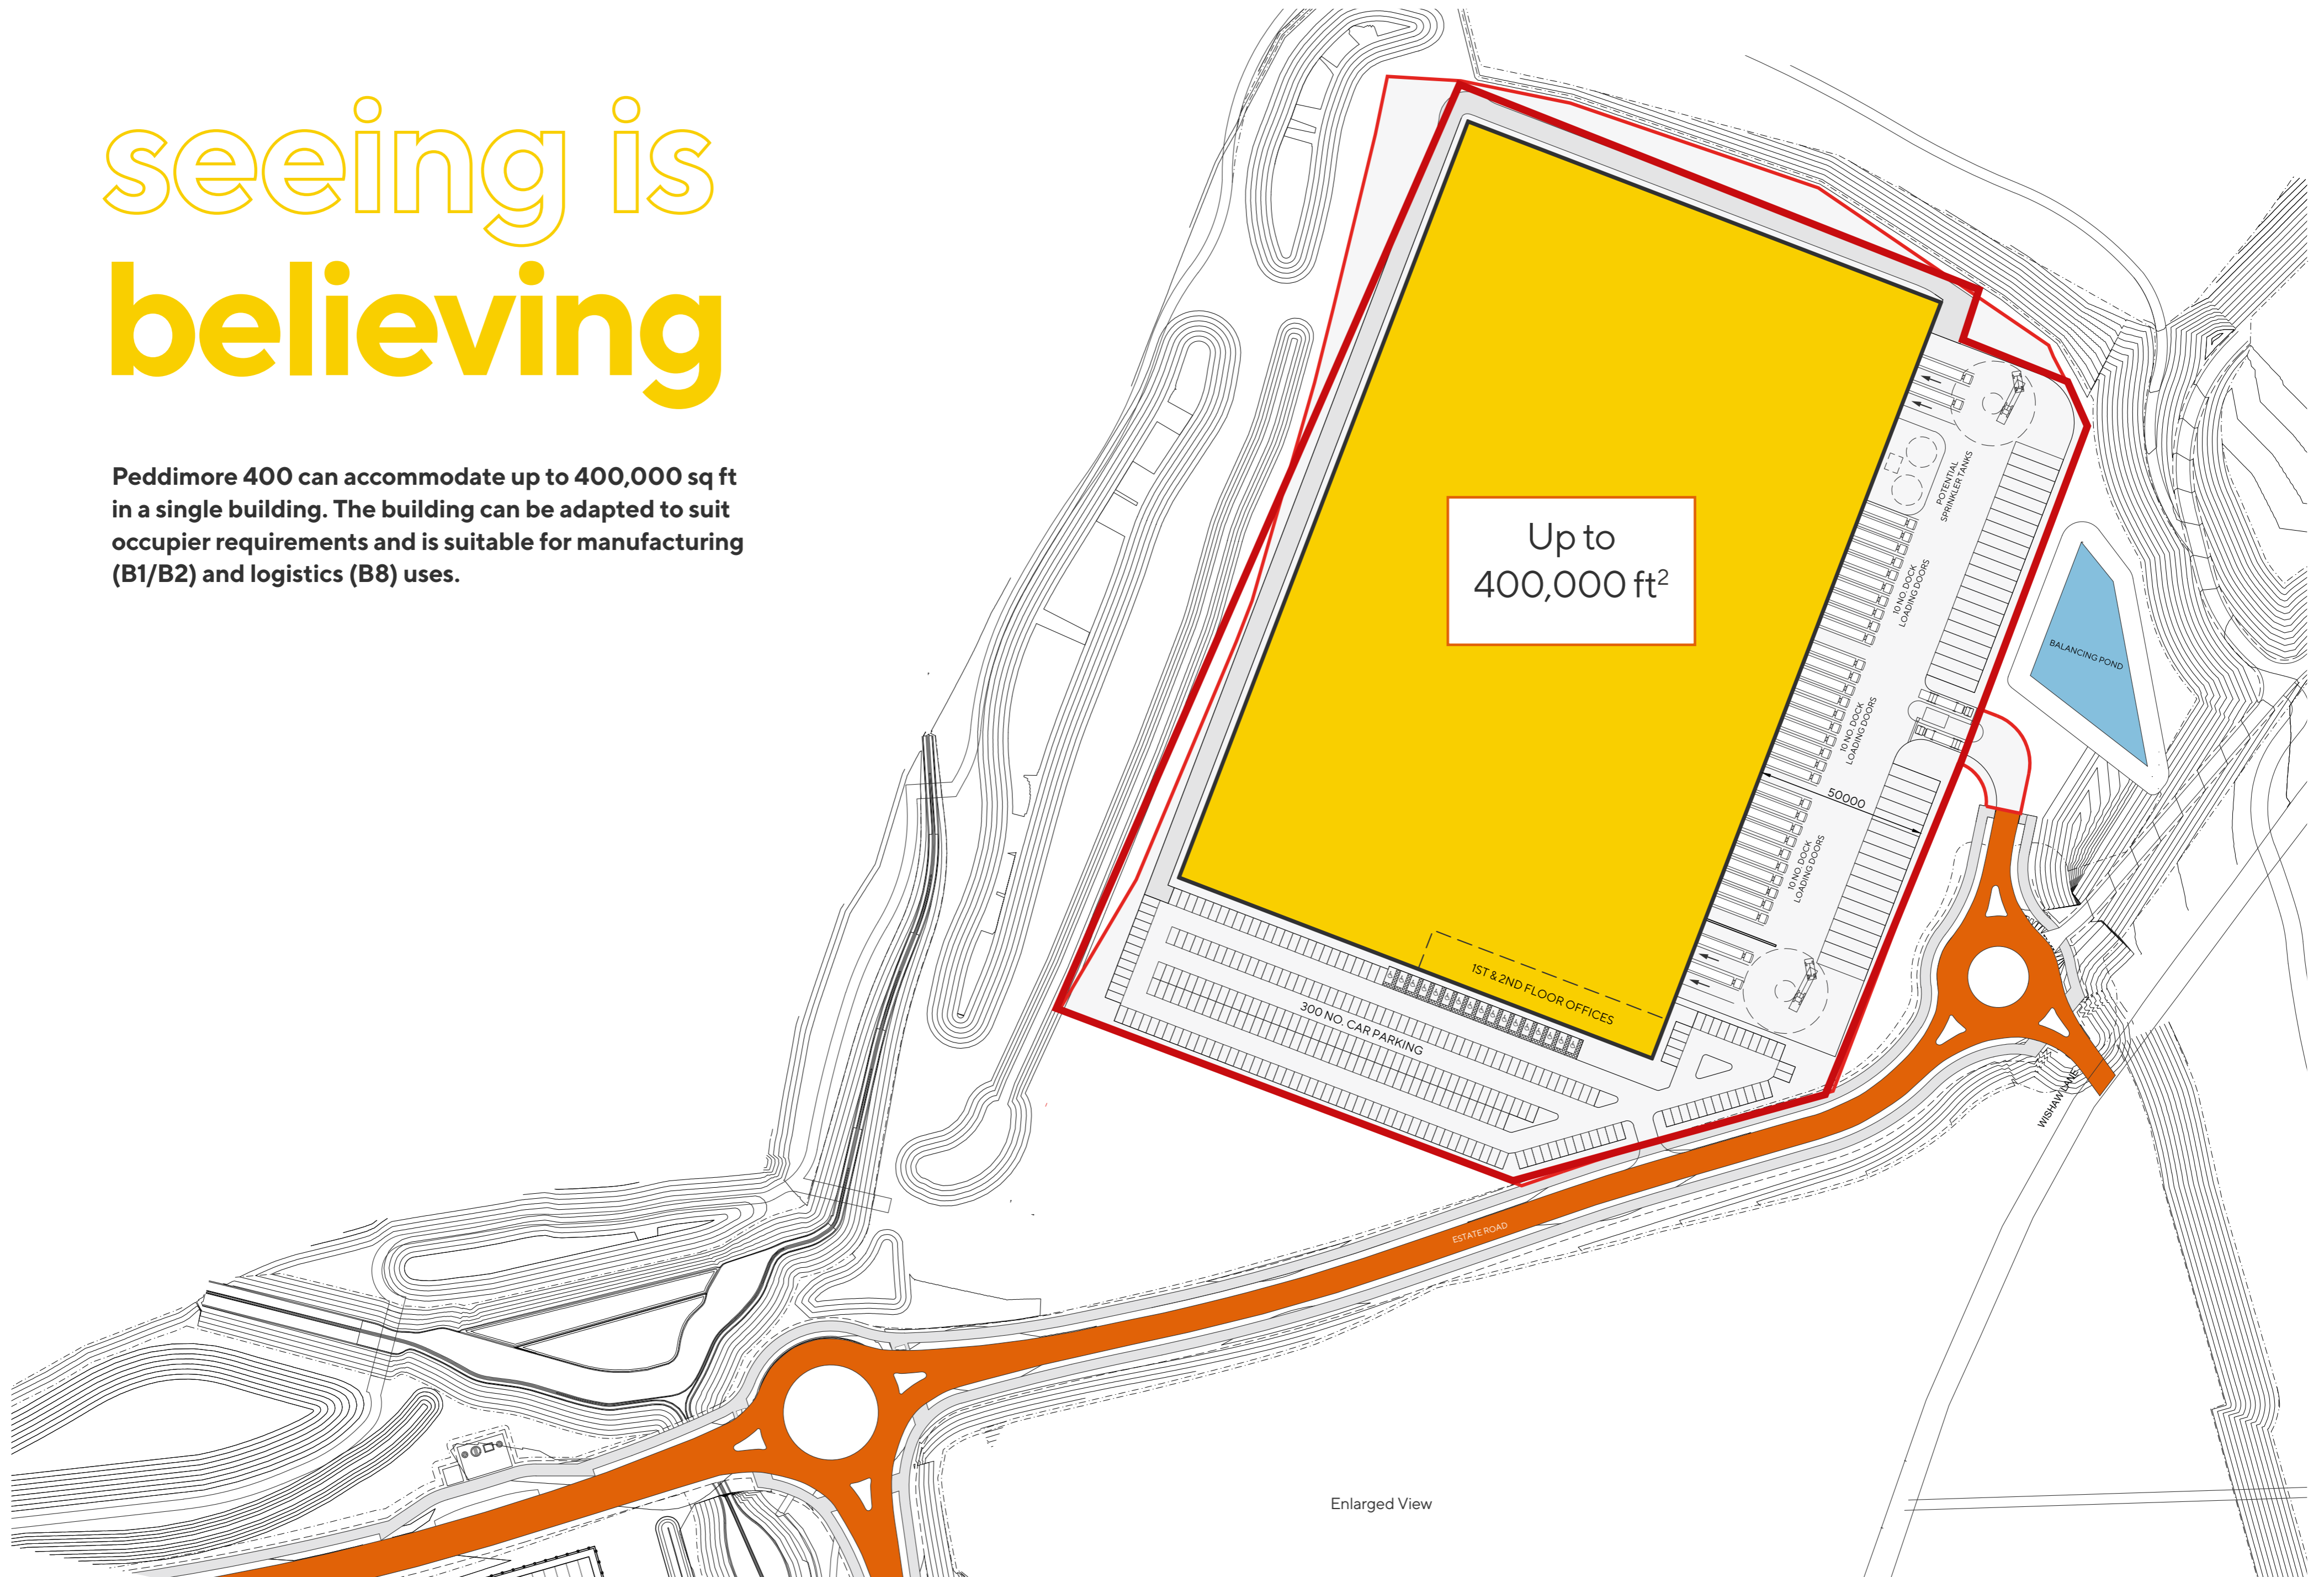 seeing is
believing
Peddimore 400 can accommodate up to 400,000 sq ft
in a single building. The building can be adapted to suit
occupier requirements and is suitable for manufacturing
(B1/B2) and logistics (B8) uses.
Up to
400,000 ft²
POTENTIAL
SPRINKLER TANKS
10 NO. DOCK
LOADING DOORS
BALANCING POND
10 NO. DOCK
LOADING DOORS
50000
10 NO. DOCK
LOADING DOORS
1ST & 2ND FLOOR OFFICES
300 NO. CAR PARKING
WISHAW LANE
ESTATE ROAD
Enlarged View